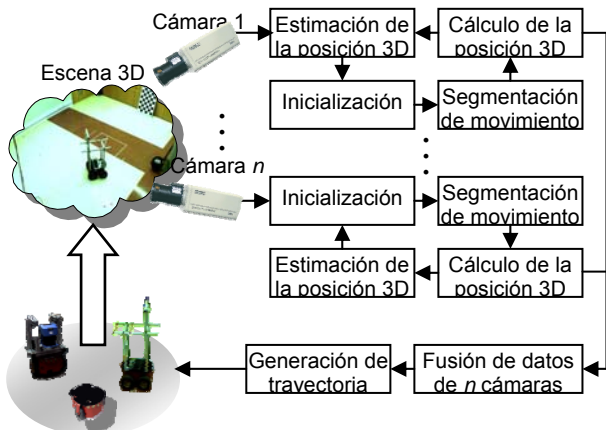 Cámara 1
Escena 3D
Estimación de
la posición 3D
Cálculo de la
posición 3D
Inicialización
Segmentación
de movimiento
Cámara n
Inicialización
Segmentación
de movimiento
Estimación de
la posición 3D
Cálculo de la
posición 3D
Generación de
trayectoria
Fusión de datos
de n cámaras